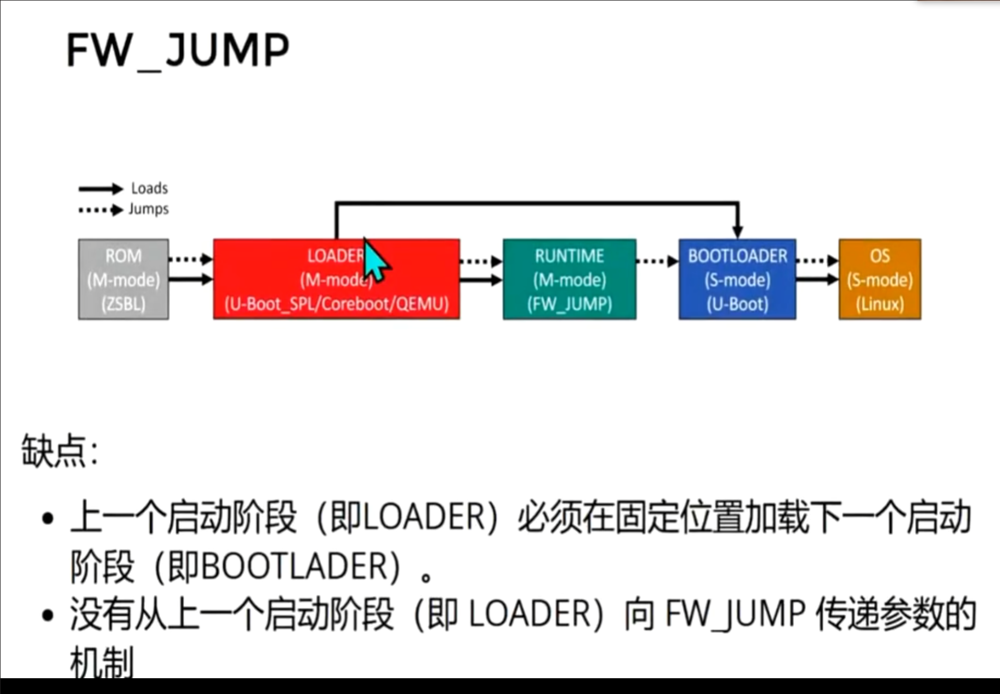 FW_JUMP
Loads
Jumps
ROM
(M-mode)
(ZSBL)
LOADER
(M-mode)
(U-Boot_SPL/Coreboot/QEMU)
RUNTIME
(M-mode)
(FW_JUMP)
BOOTLOADER
(S-mode)
(U-Boot)
OS
(S-mode)
(Linux)
缺点：
• 上一个启动阶段（即LOADER）必须在固定位置加载下一个启动
阶段（即BOOTLADER）。
• 没有从上一个启动阶段（即 LOADER）向 FW_JUMP 传递参数的
机制